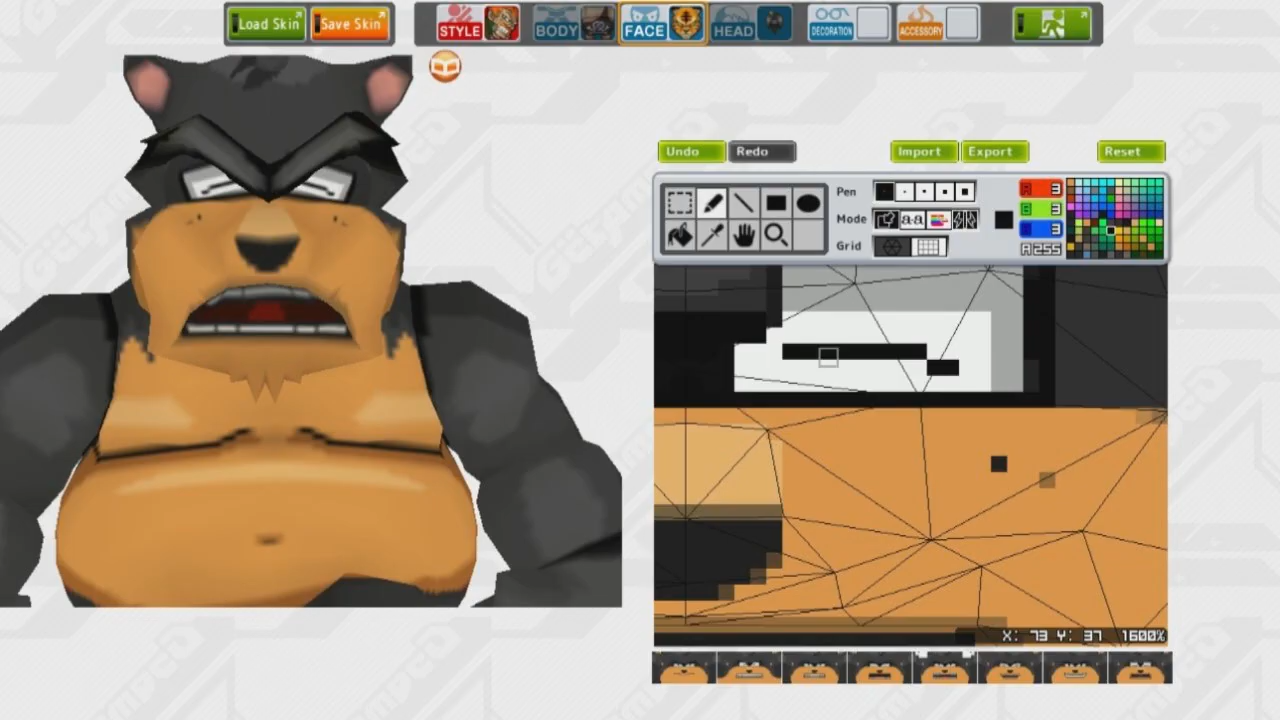 Load Skin
Save Skin
STYLE
BODY
FACE
HEAD
DECORATION
ACCESSORY
Undo
Redo
Import
Export
Reset
Pen
R 3
Mode
a-a
G 3
Grid
A 255
X: 73 Y: 37 1600%